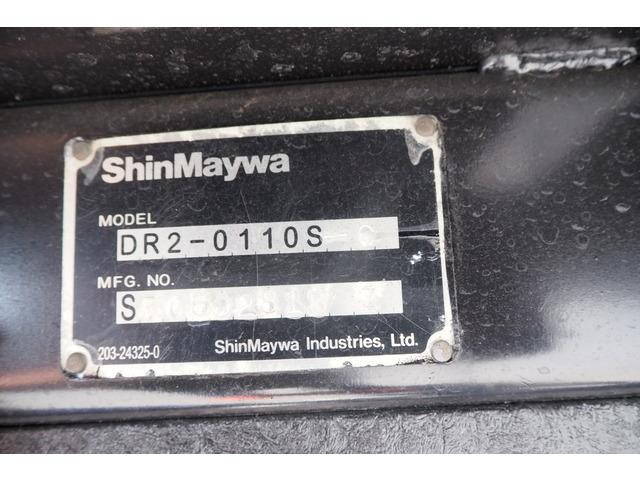 ShinMaywa
MODEL
DR2-0110S
MFG. NO.
203-24325-0
ShinMaywa Industries, Ltd.